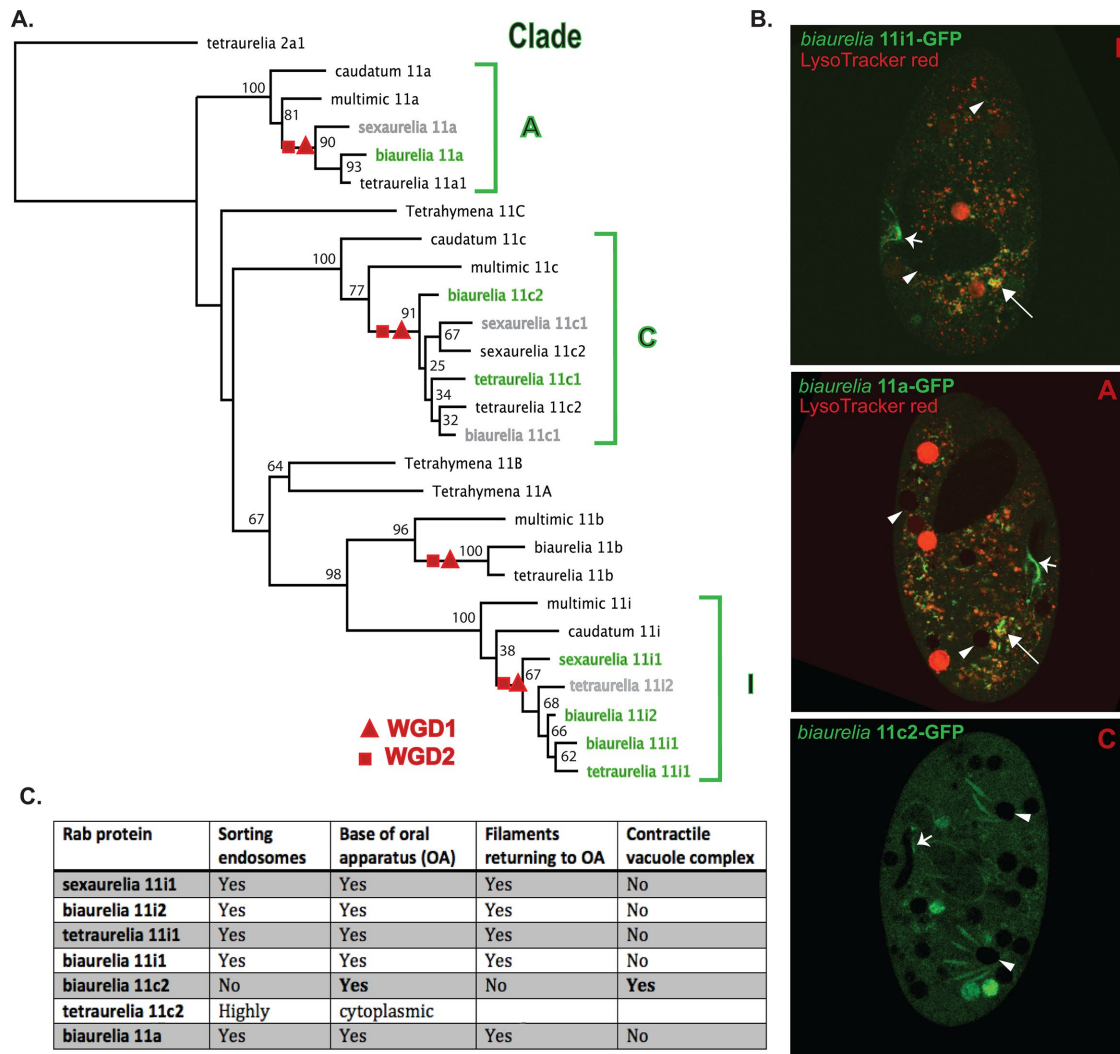 A.
Clade
tetraurelia 2a1
caudatum 11a
100
multimic 11a
81
sexaurelia 11a
90
A
biaurelia 11a
93
tetraurelia 11a1
Tetrahymena 11C
caudatum 11c
100
multimic 11c
77
biaurelia 11c2
91
sexaurelia 11c1
67
C
sexaurelia 11c2
25
tetraurelia 11c1
34
tetraurelia 11c2
32
biaurelia 11c1
Tetrahymena 11B
64
Tetrahymena 11A
67
multimic 11b
96
biaurelia 11b
100
tetraurelia 11b
98
multimic 11i
100
caudatum 11i
38
sexaurelia 11i1
67
tetraurelia 11i2
I
68
biaurelia 11i2
66
biaurelia 11i1
62
tetraurelia 11i1
WGD1
WGD2
B.
biaurelia 11i1-GFP
I
LysoTracker red
biaurelia 11a-GFP
A
LysoTracker red
biaurelia 11c2-GFP
C
C.
Rab protein Sorting endosomes Base of oral apparatus (OA) Filaments returning to OA Contractile vacuole complex
sexaurelia 11i1 Yes Yes Yes No
biaurelia 11i2 Yes Yes Yes No
tetraurelia 11i1 Yes Yes Yes No
biaurelia 11i1 Yes Yes Yes No
biaurelia 11c2 No Yes No Yes
tetraurelia 11c2 Highly cytoplasmic
biaurelia 11a Yes Yes Yes No